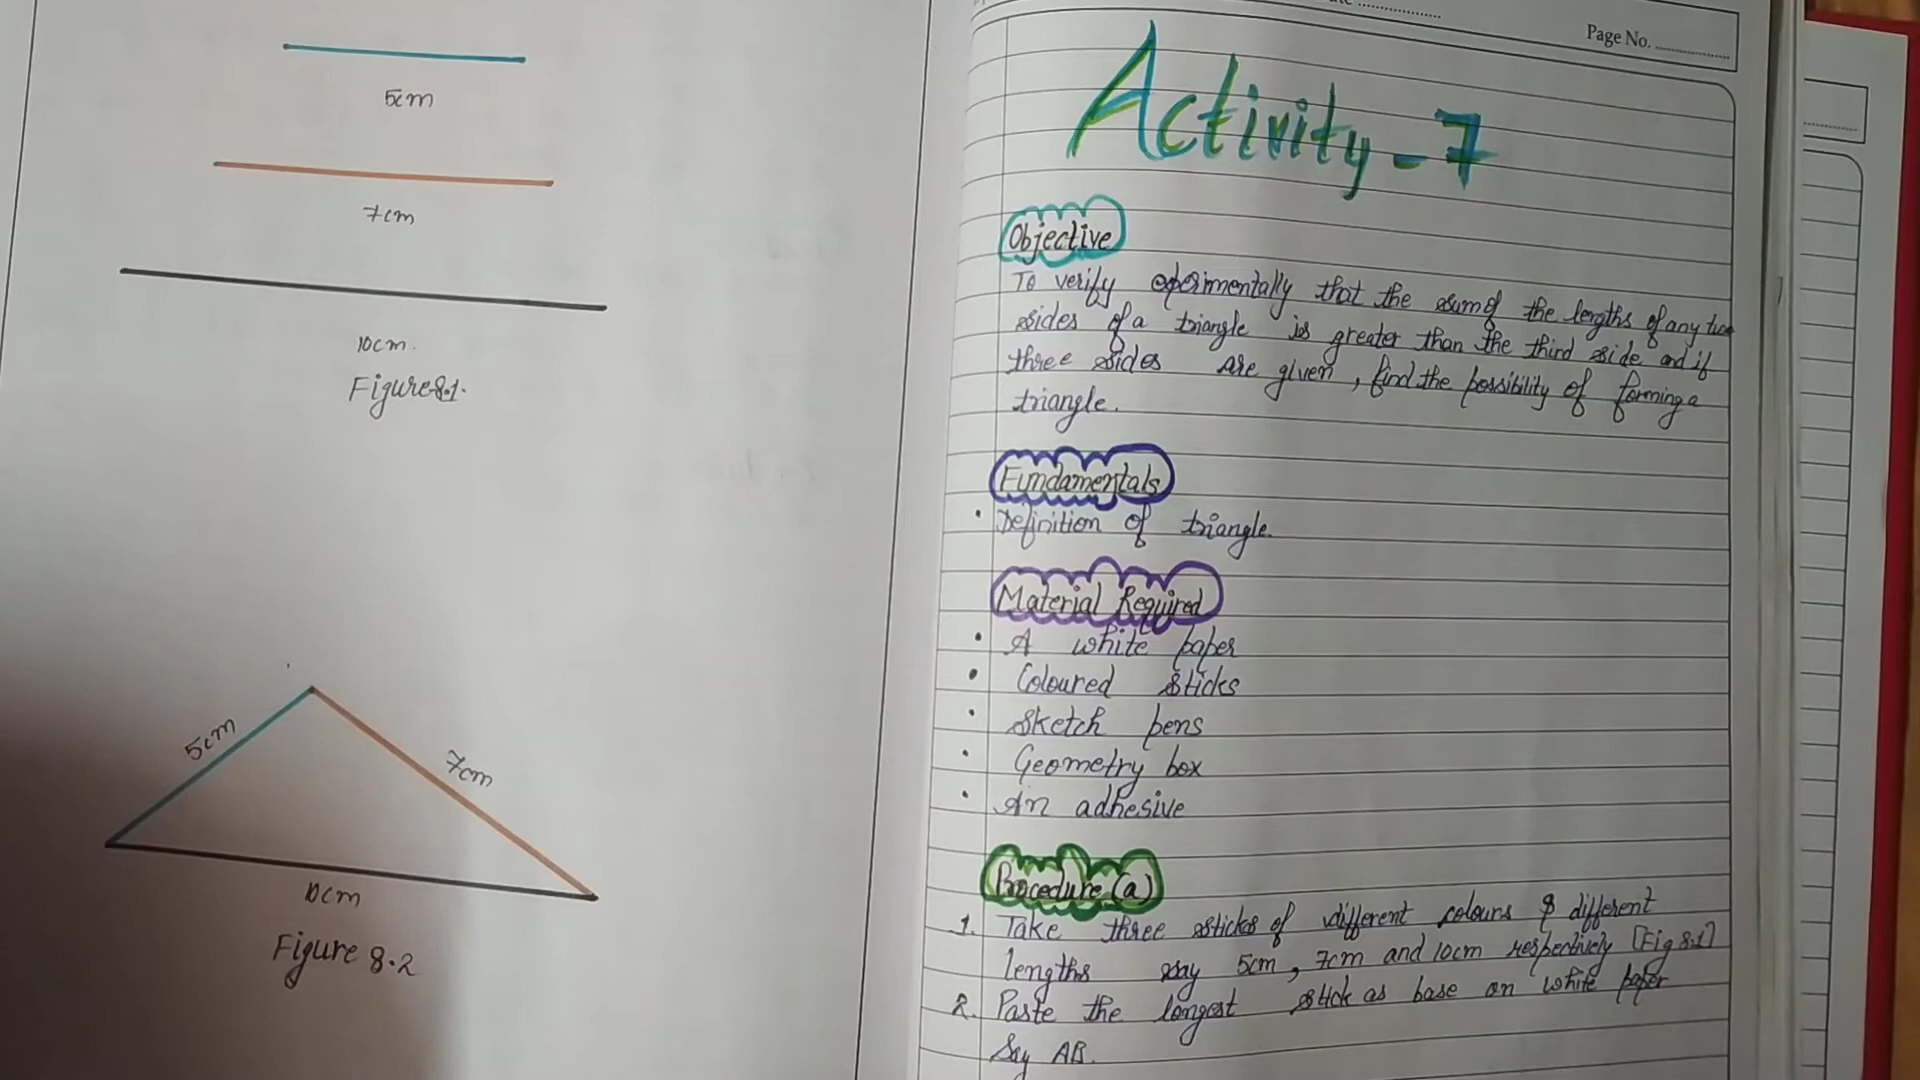 5cm
7cm
10cm.
Figure 8.1.
5cm
7cm
10cm
Figure 8.2
Page No.
Activity-7
Objective
To verify experimentally that the sum of the lengths of any two
sides of a triangle is greater than the third side and if
three sides are given, find the possibility of forming a
triangle.
Fundamentals
• Definition of triangle.
Material Required
• A white paper
• Coloured sticks
• Sketch pens
• Geometry box
• An adhesive
Procedure (a)
1. Take three sticks of different colours & different
lengths say 5cm, 7cm and 10cm respectively [Fig 8.1]
2. Paste the longest stick as base on white paper
Say AB.